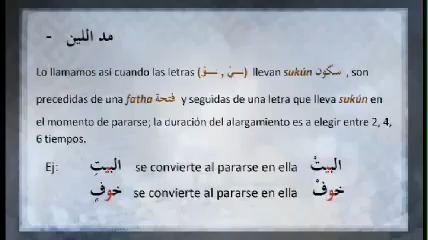 - مد اللين
Lo llamamos así cuando las letras (ـَـيْ , ـَـوْ) llevan sukún سكون , son
precedidas de una fatha فتحة y seguidas de una letra que lleva sukún en
el momento de pararse; la duración del alargamiento es a elegir entre 2, 4,
6 tiempos.
Ej: البيتِ se convierte al pararse en ella البيتْ
خوفٍ se convierte al pararse en ella خوفْ